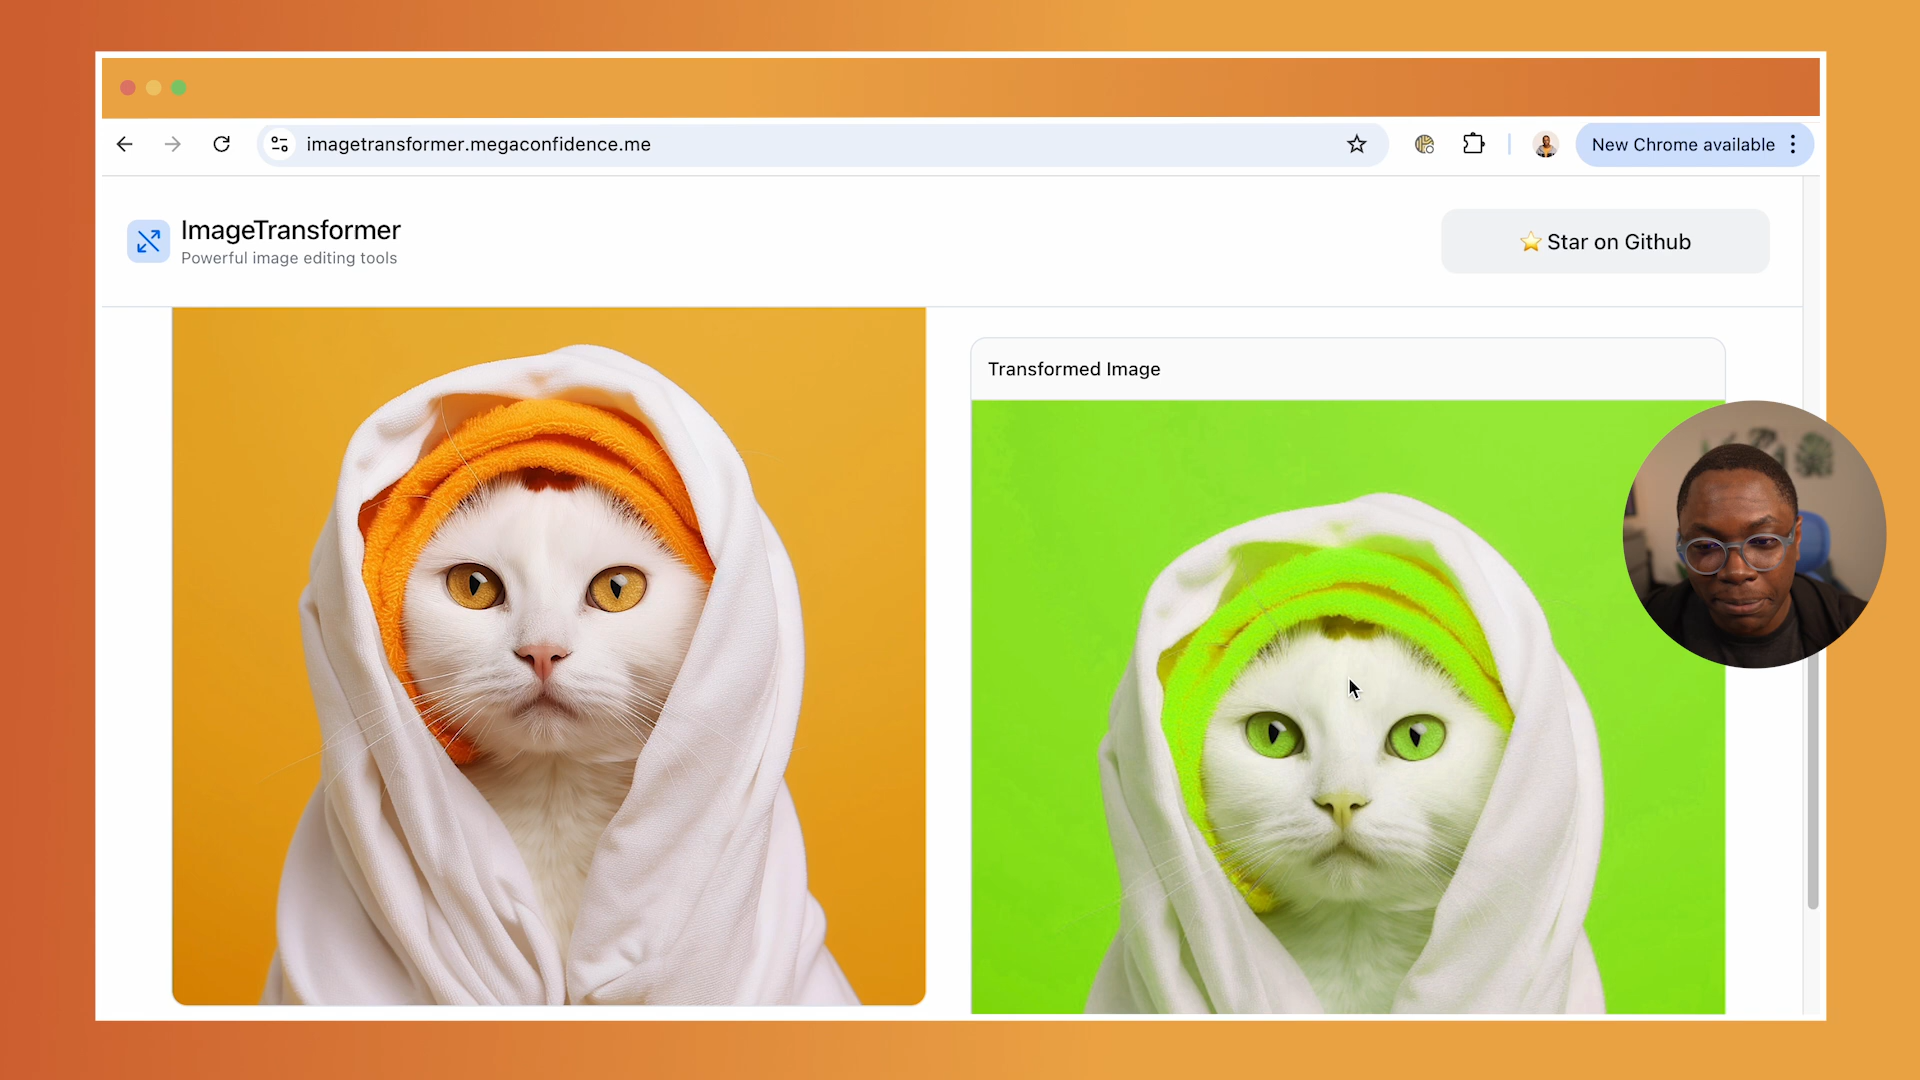 imagetransformer.megaconfidence.me
New Chrome available
ImageTransformer
Powerful image editing tools
⭐ Star on Github
Transformed Image